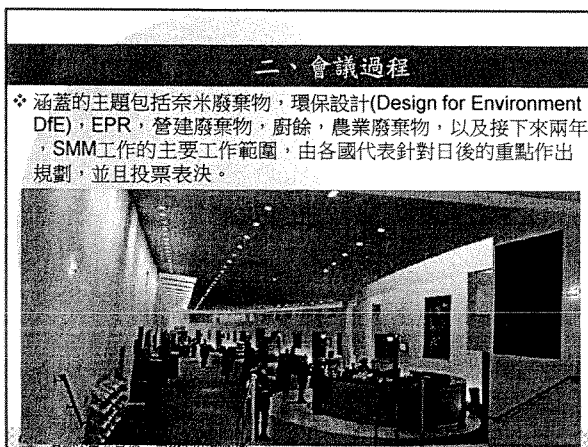 二、會議過程
❖ 涵蓋的主題包括奈米廢棄物，環保設計(Design for Environment
DfE)，EPR，營建廢棄物，廚餘，農業廢棄物，以及接下來兩年
，SMM工作的主要工作範圍，由各國代表針對日後的重點作出
規劃，並且投票表決。